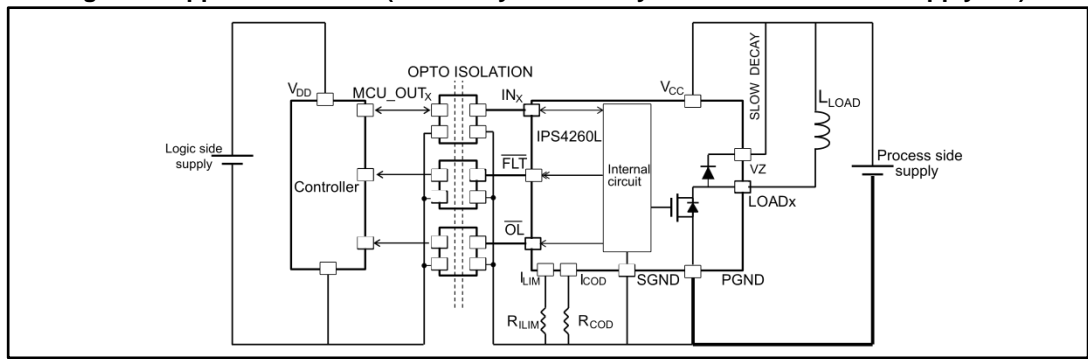 OPTO ISOLATION
VDD
MCU_OUTX
INX
VCC
SLOW DECAY
LLOAD
IPS4260L
Logic side
supply
Controller
FLT
Internal
circuit
VZ
LOADx
Process side
supply
OL
ILIM
ICOD
SGND
PGND
RILIM
RCOD